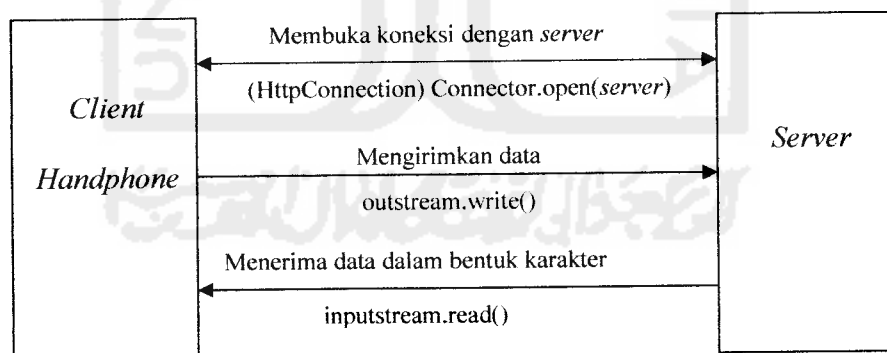 Membuka koneksi dengan server
(HttpConnection) Connector.open(server)
Client
Handphone
Server
Mengirimkan data
outstream.write()
Menerima data dalam bentuk karakter
inputstream.read()